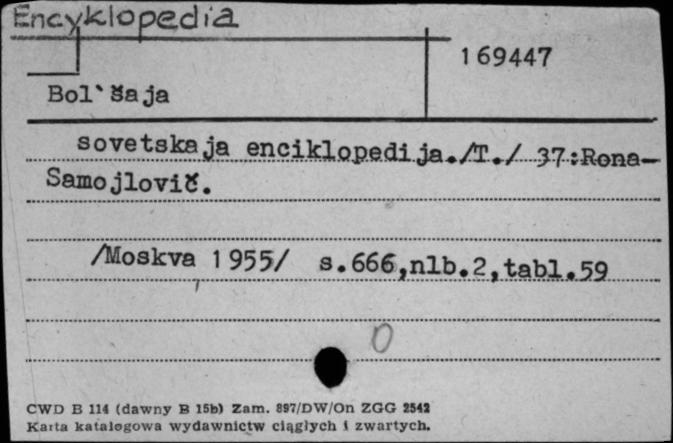 Encyklopedia
169447
Bol`šaja
sovetskaja enciklopedija./T./ 37:Rona-
Samojlovič.
/Moskva 1955/ s.666,nlb.2,tabl.59
0
CWD B 114 (dawny B 15b) Zam. 897/DW/On ZGG 2542
Karta katalogowa wydawnictw ciągłych i zwartych.